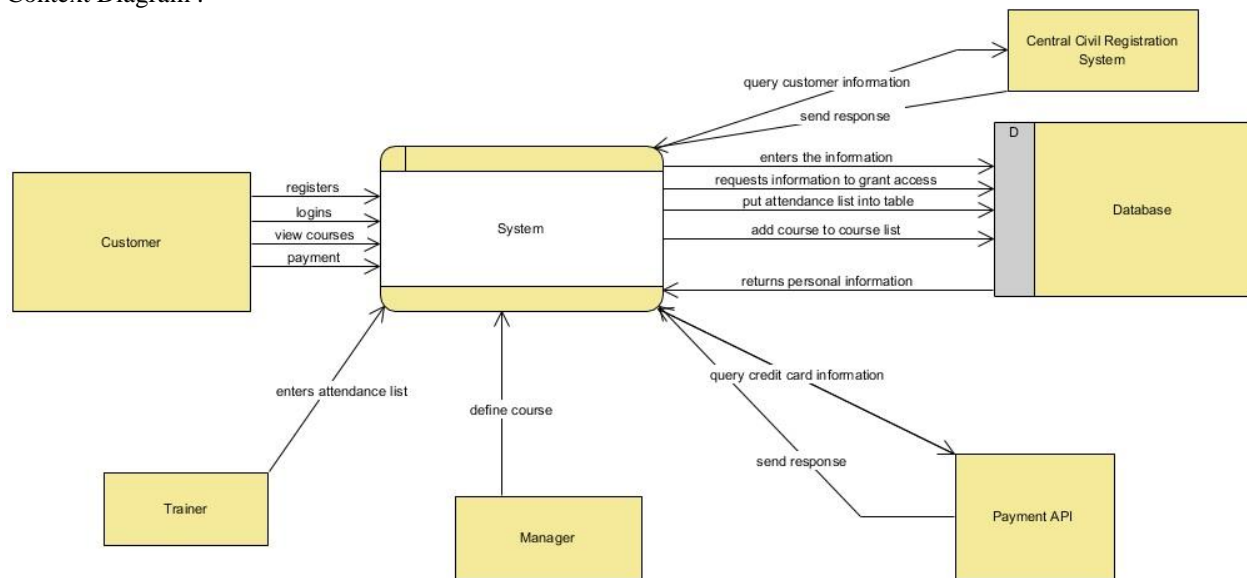 Context Diagram :
Central Civil Registration
System
query customer information
send response
D
enters the information
registers
requests information to grant access
put attendance list into table
logins
Customer
System
Database
view courses
add course to course list
payment
returns personal information
query credit card information
enters attendance list
define course
send response
Trainer
Manager
Payment API